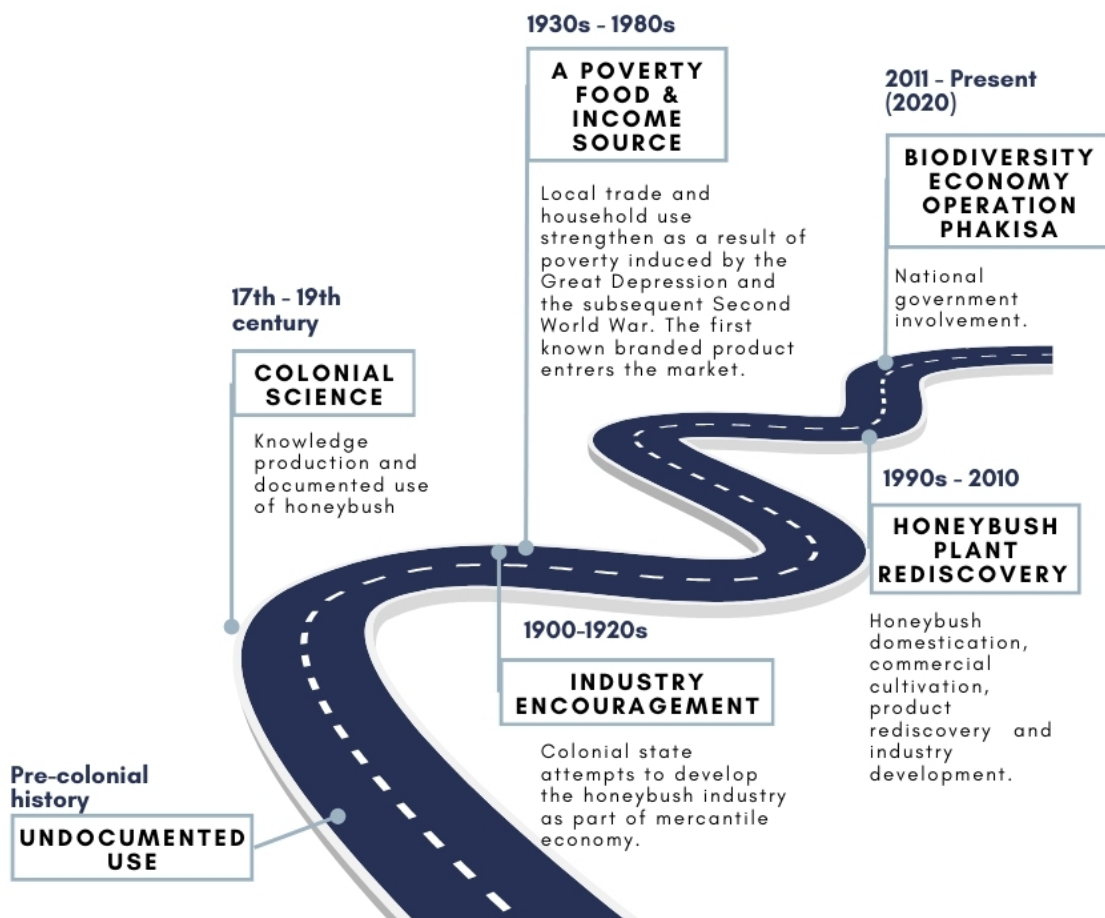 Pre-colonial
history
UNDOCUMENTED
USE
17th - 19th
century
COLONIAL
SCIENCE
Knowledge
production and
documented use
of honeybush
1900-1920s
INDUSTRY
ENCOURAGEMENT
Colonial state
attempts to develop
the honeybush industry
as part of mercantile
economy.
1930s - 1980s
A POVERTY
FOOD &
INCOME
SOURCE
Local trade and
household use
strengthen as a result of
poverty induced by the
Great Depression and
the subsequent Second
World War. The first
known branded product
entrers the market.
1990s - 2010
HONEYBUSH
PLANT
REDISCOVERY
Honeybush
domestication,
commercial
cultivation,
product
rediscovery and
industry
development.
2011 - Present
(2020)
BIODIVERSITY
ECONOMY
OPERATION
PHAKISA
National
government
involvement.